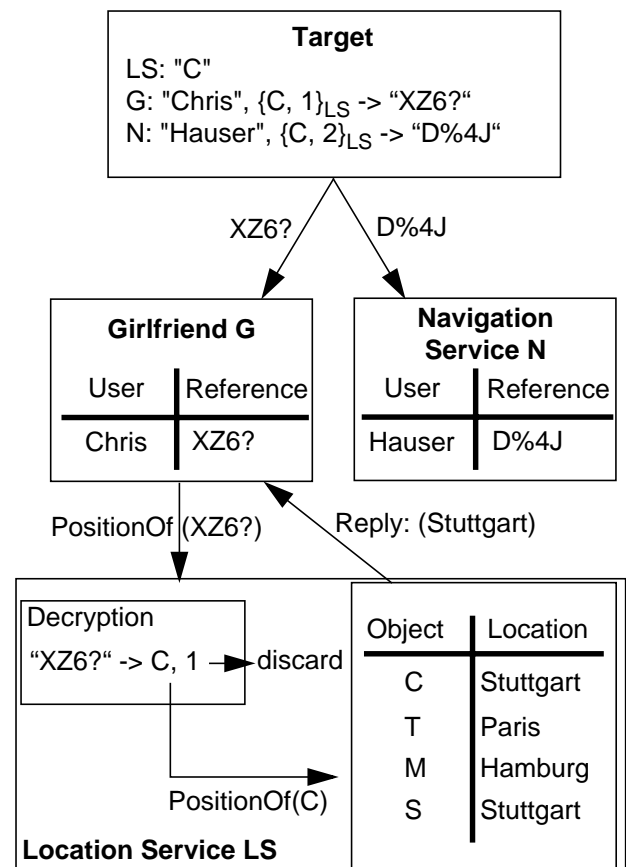 Target
LS: "C"
G: "Chris", {C, 1}LS -> “XZ6?“
N: "Hauser", {C, 2}LS -> “D%4J“
XZ6?
D%4J
Girlfriend G
User Reference
Chris XZ6?
Navigation
Service N
User Reference
Hauser D%4J
PositionOf (XZ6?)
Reply: (Stuttgart)
Decryption
“XZ6?“ -> C, 1
discard
PositionOf(C)
Object Location
C Stuttgart
T Paris
M Hamburg
S Stuttgart
Location Service LS